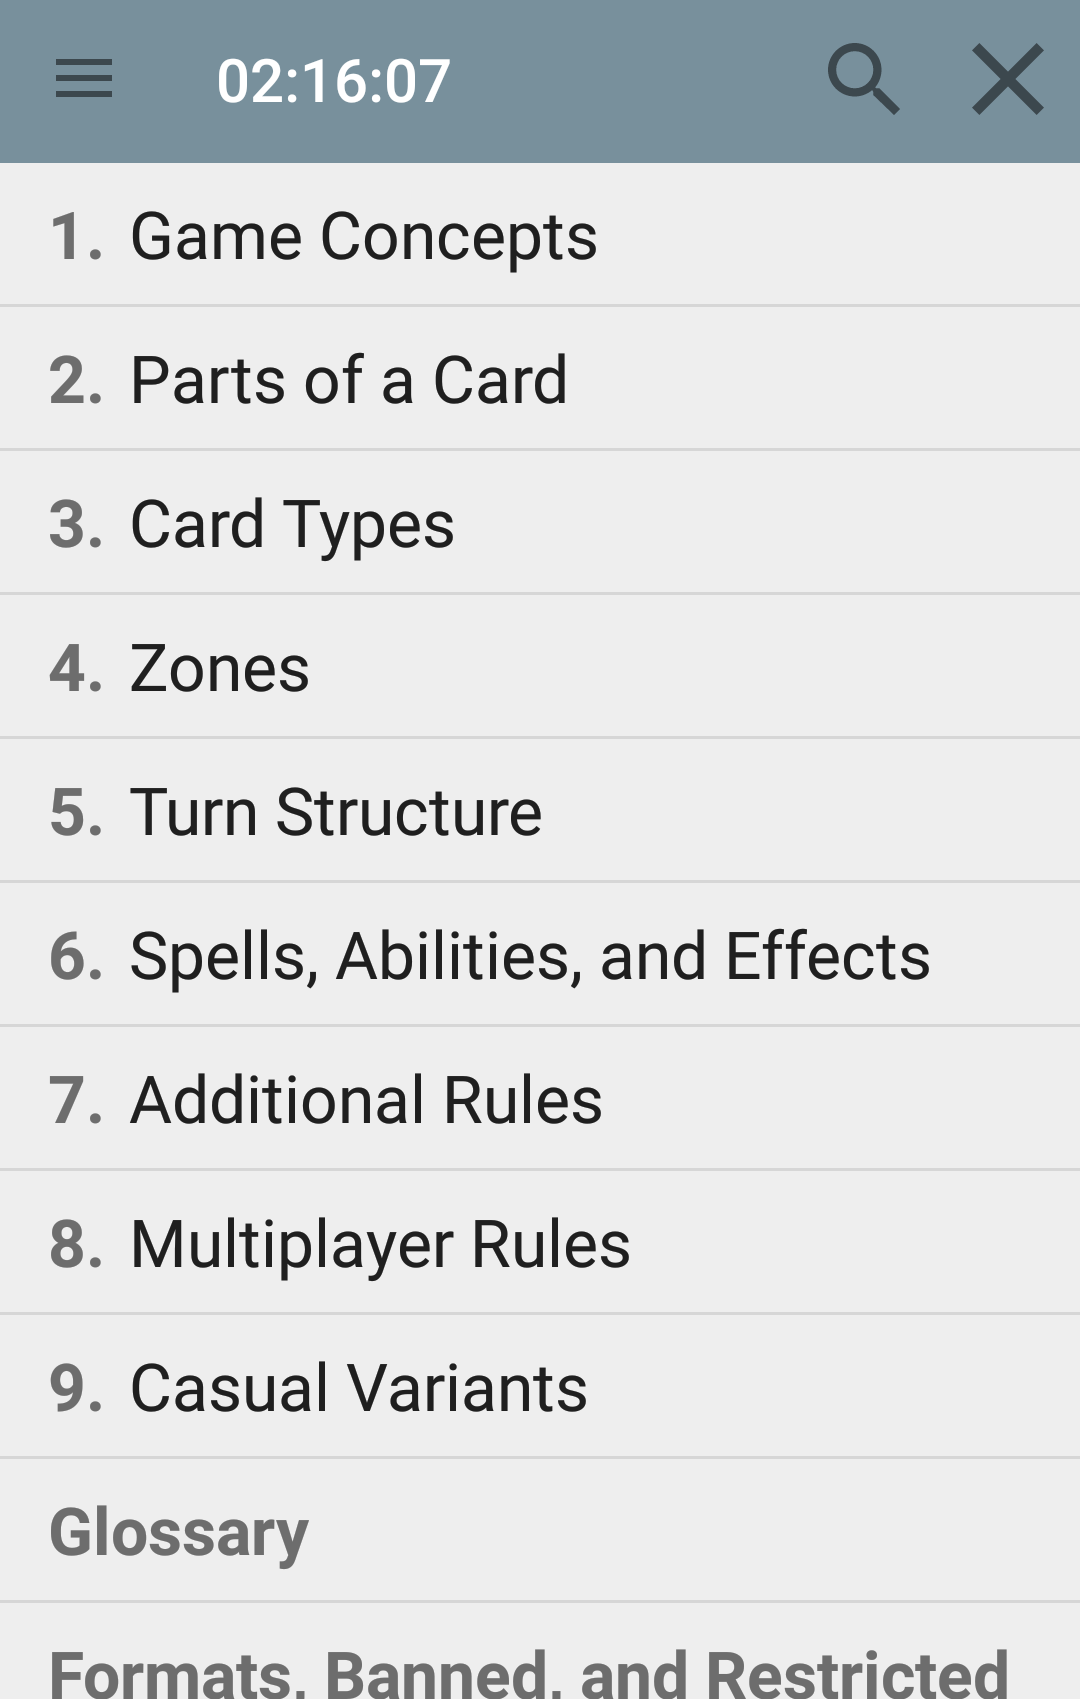 02:16:07
1. Game Concepts
2. Parts of a Card
3. Card Types
4. Zones
5. Turn Structure
6. Spells, Abilities, and Effects
7. Additional Rules
8. Multiplayer Rules
9. Casual Variants
Glossary
Formats, Banned, and Restricted